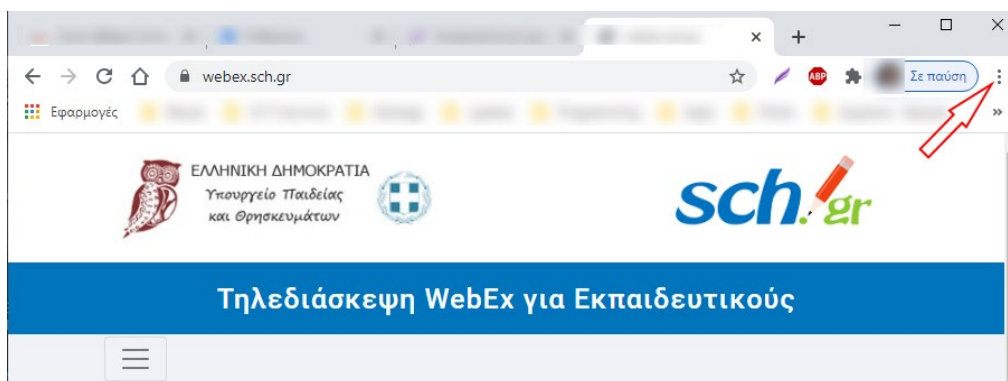 webex.sch.gr
ABP
Σε παύση
Εφαρμογές
ΕΛΛΗΝΙΚΗ ΔΗΜΟΚΡΑΤΙΑ
Υπουργείο Παιδείας
και Θρησκευμάτων
sch.gr
Τηλεδιάσκεψη WebEx για Εκπαιδευτικούς